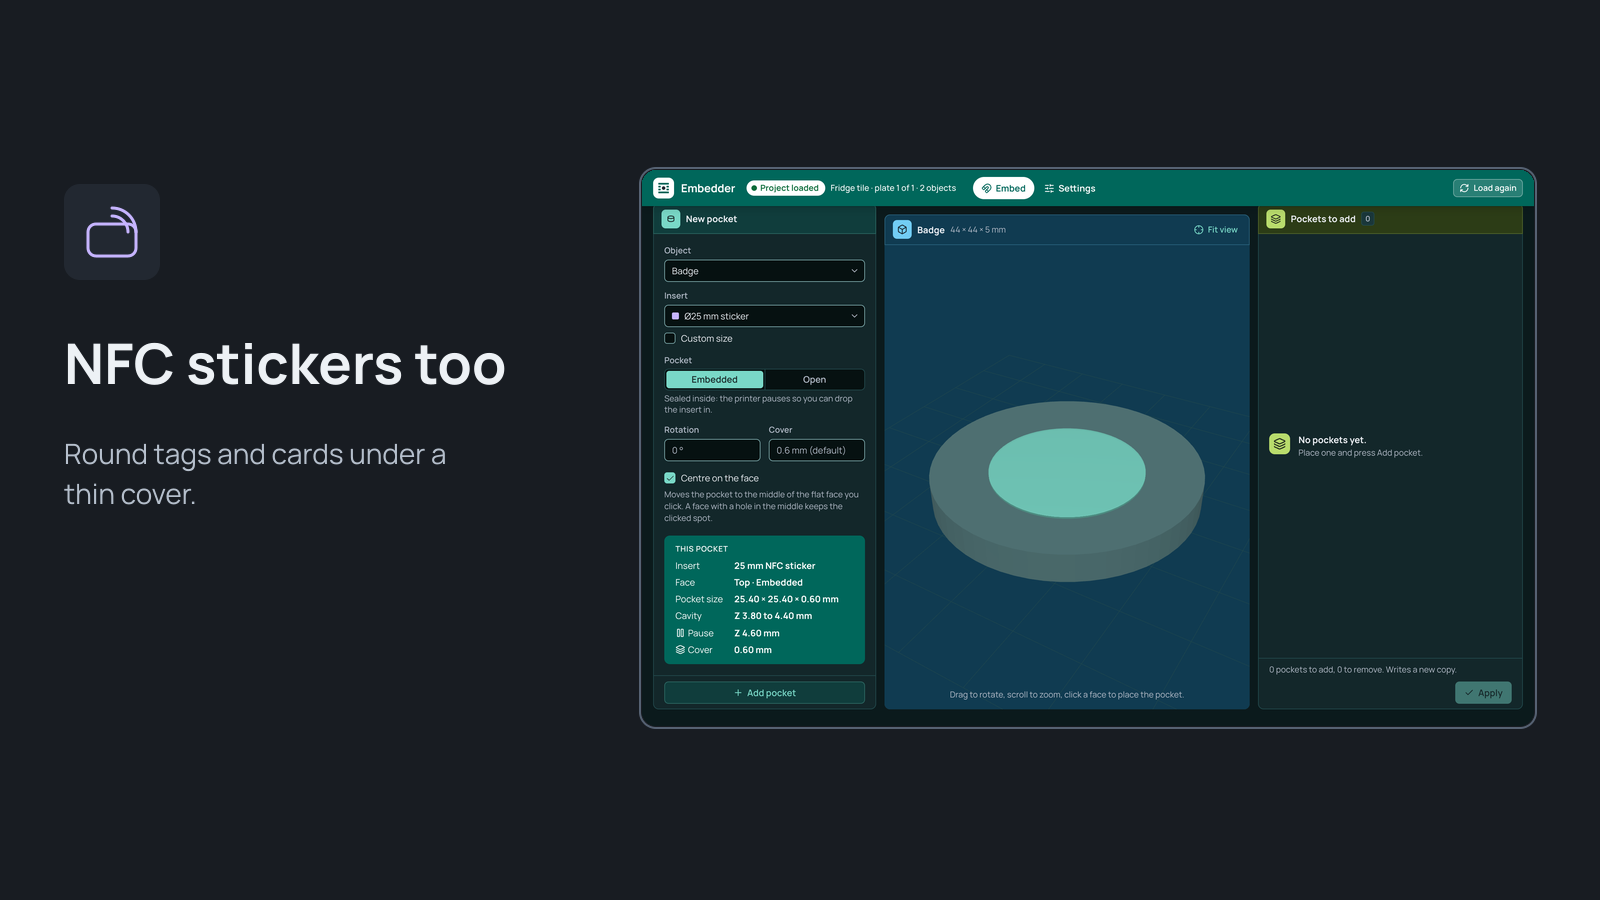 NFC stickers too
Round tags and cards under a
thin cover.
Embedder
Project loaded
Fridge tile · plate 1 of 1 · 2 objects
Embed
Settings
Load again
New pocket
Object
Badge
Insert
Ø25 mm sticker
Custom size
Pocket
Embedded
Open
Sealed inside: the printer pauses so you can drop
the insert in.
Rotation
Cover
0 °
0.6 mm (default)
Centre on the face
Moves the pocket to the middle of the flat face you
click. A face with a hole in the middle keeps the
clicked spot.
THIS POCKET
Insert 25 mm NFC sticker
Face Top · Embedded
Pocket size 25.40 × 25.40 × 0.60 mm
Cavity Z 3.80 to 4.40 mm
Pause Z 4.60 mm
Cover 0.60 mm
+ Add pocket
Badge 44 × 44 × 5 mm
Fit view
Drag to rotate, scroll to zoom, click a face to place the pocket.
Pockets to add 0
No pockets yet.
Place one and press Add pocket.
0 pockets to add, 0 to remove. Writes a new copy.
Apply